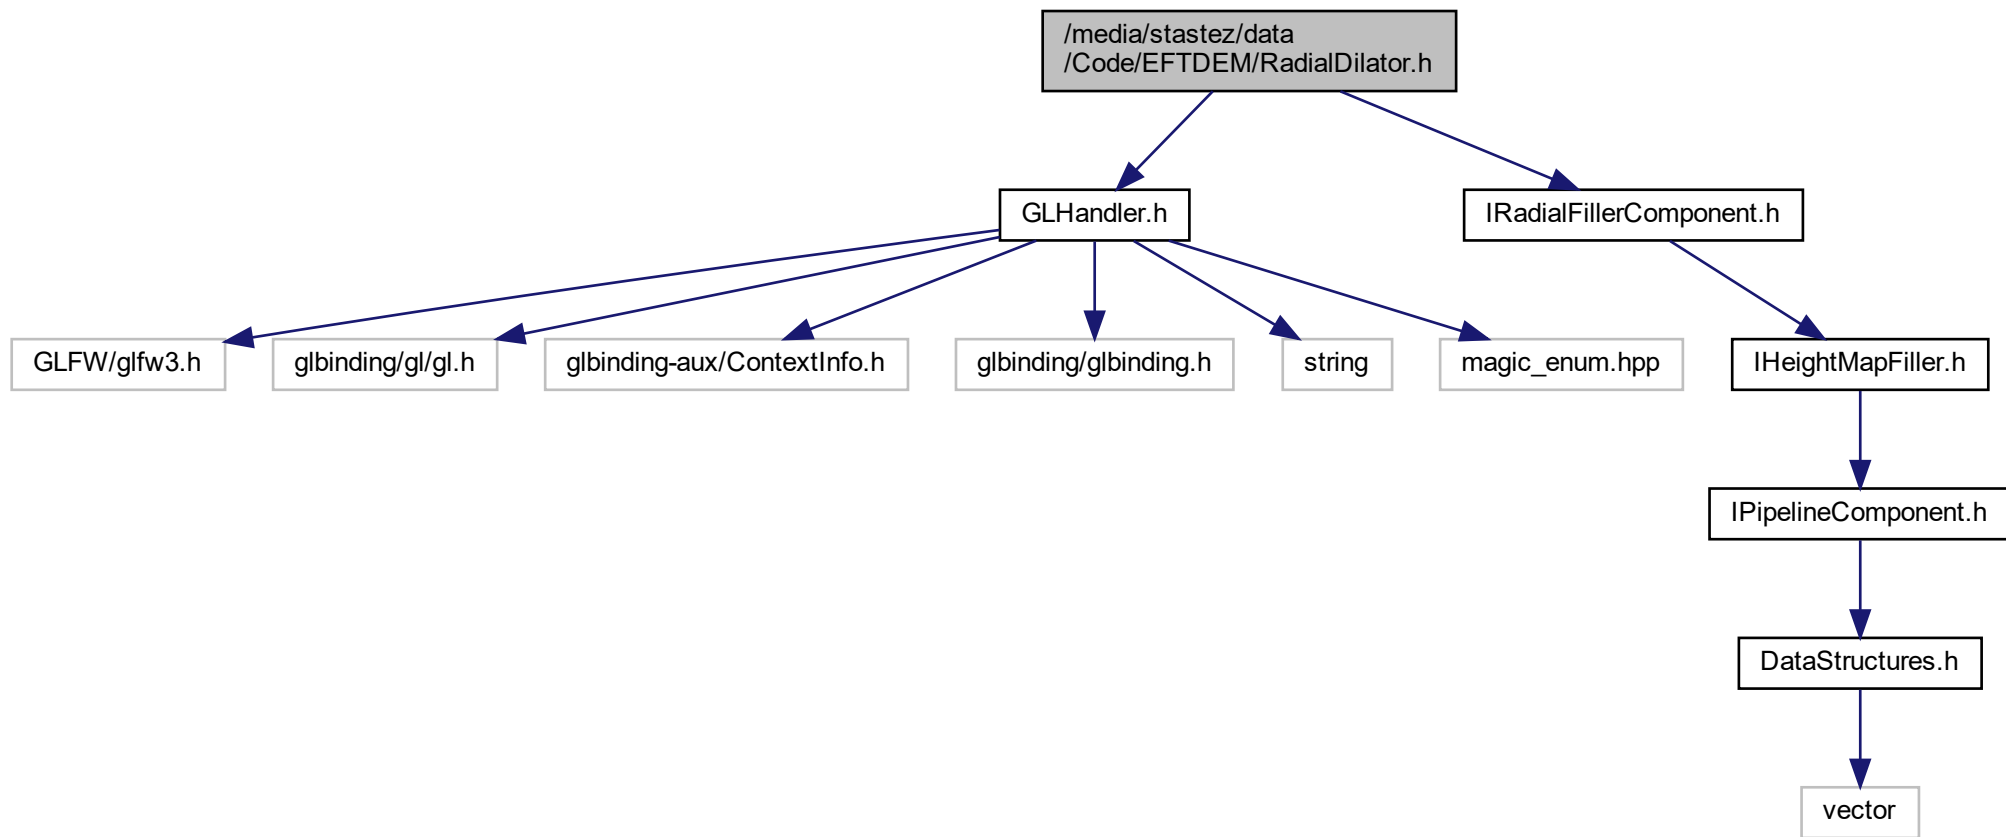 /media/stastez/data
/Code/EFTDEM/RadialDilator.h
GLHandler.h
IRadialFillerComponent.h
GLFW/glfw3.h
glbinding/gl/gl.h
glbinding-aux/ContextInfo.h
glbinding/glbinding.h
string
magic_enum.hpp
IHeightMapFiller.h
IPipelineComponent.h
DataStructures.h
vector